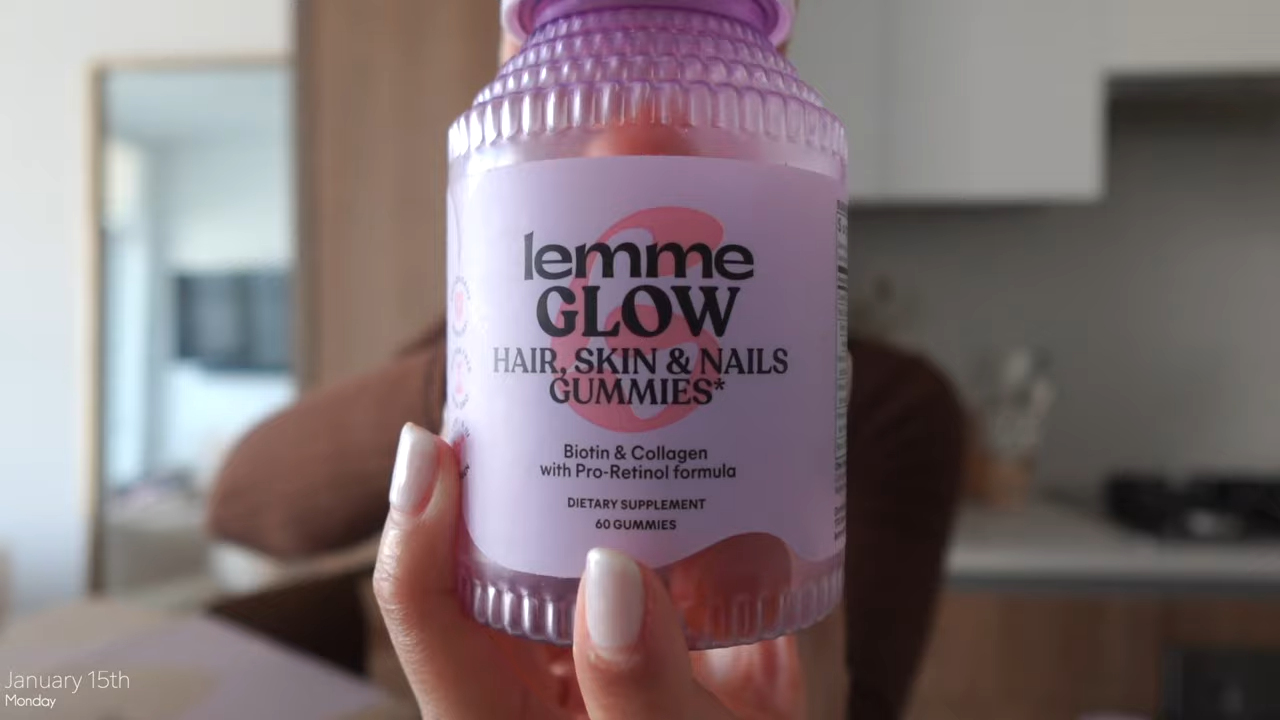 lemme
GLOW
HAIR, SKIN & NAILS
GUMMIES*
Biotin & Collagen
with Pro-Retinol formula
DIETARY SUPPLEMENT
60 GUMMIES
January 15th
Monday